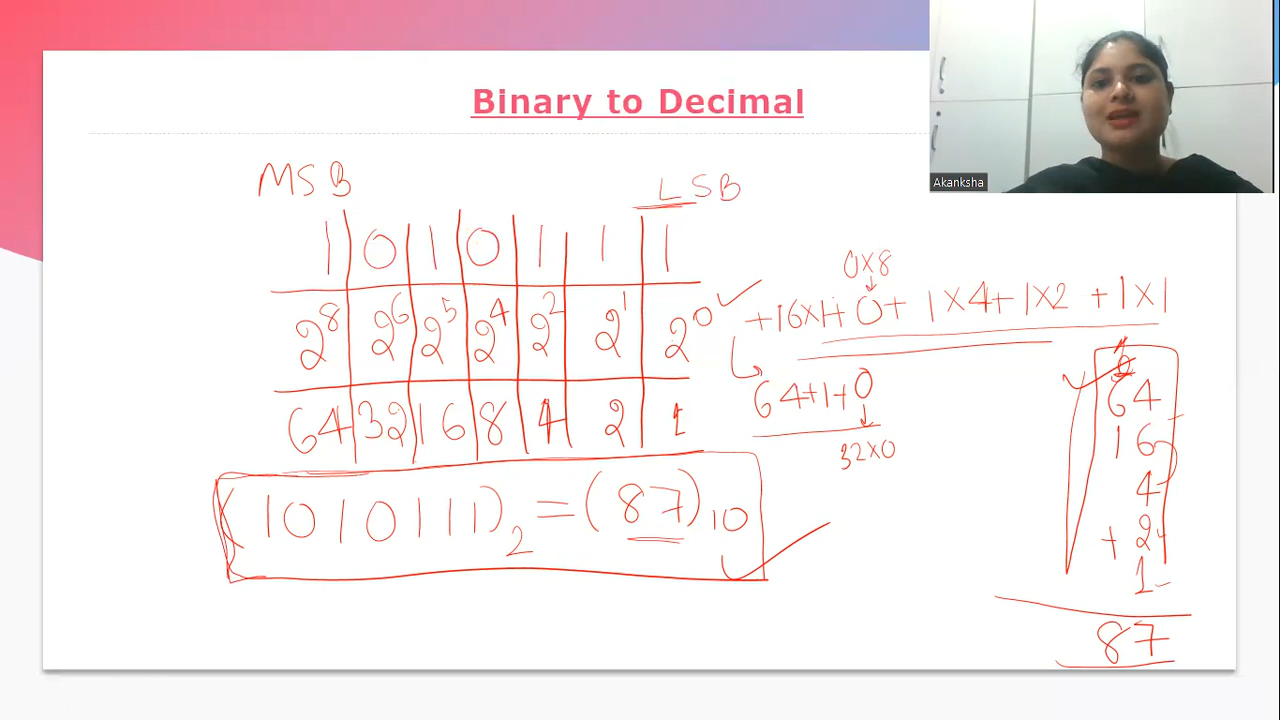 Binary to Decimal
Akanksha
MSB LSB
1 0 1 0 1 1 1
2^8 2^6 2^5 2^4 2^2 2^1 2^0
64 32 16 8 4 2 1
(1010111)2 = (87)10
0x8
+16x1+ 0+ 1x4+1x2 +1x1
64+1+0
32x0
64
16
4
+ 2
1
87